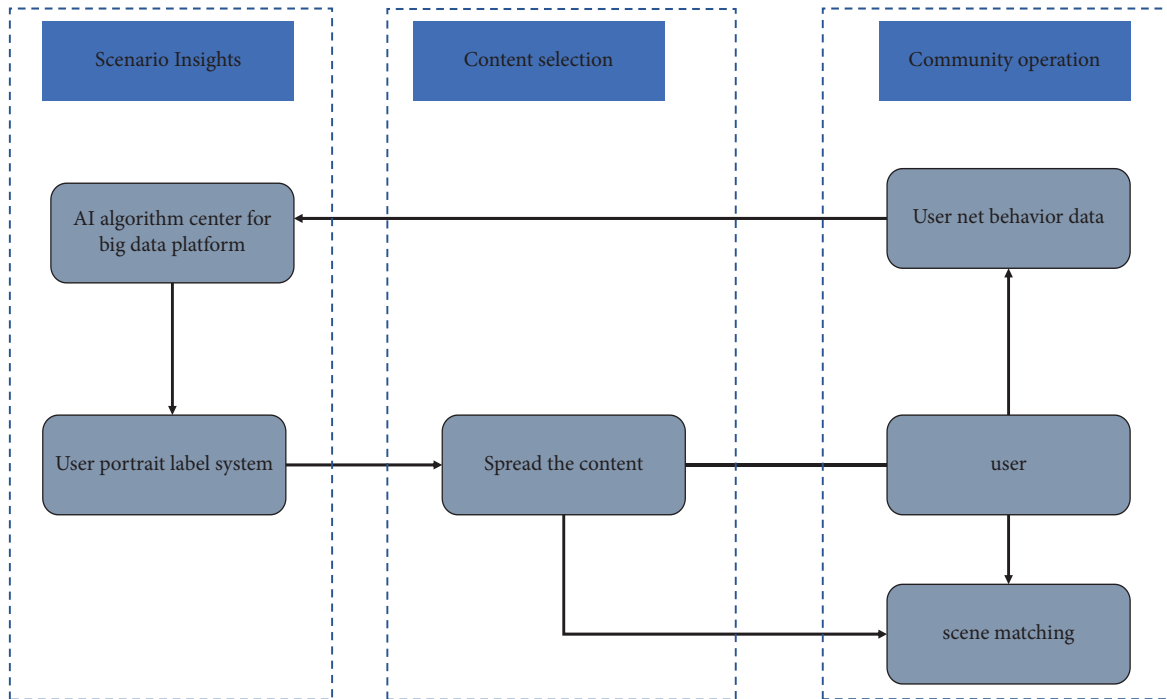 Scenario Insights
Content selection
Community operation
AI algorithm center for
big data platform
User net behavior data
User portrait label system
Spread the content
user
scene matching